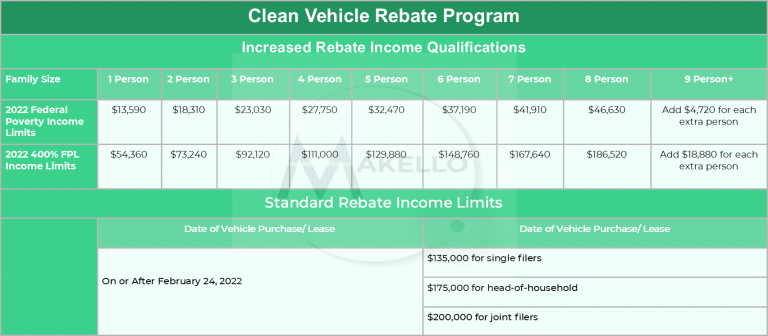 Clean Vehicle Rebate Program
Increased Rebate Income Qualifications
Family Size 1 Person 2 Person 3 Person 4 Person 5 Person 6 Person 7 Person 8 Person 9 Person+
2022 Federal Poverty Income Limits $13,590 $18,310 $23,030 $27,750 $32,470 $37,190 $41,910 $46,630 Add $4,720 for each extra person
2022 400% FPL Income Limits $54,360 $73,240 $92,120 $111,000 $129,880 $148,760 $167,640 $186,520 Add $18,880 for each extra person
MAKELLO
Standard Rebate Income Limits
Date of Vehicle Purchase/ Lease Date of Vehicle Purchase/ Lease
On or After February 24, 2022
$135,000 for single filers
$175,000 for head-of-household
$200,000 for joint filers